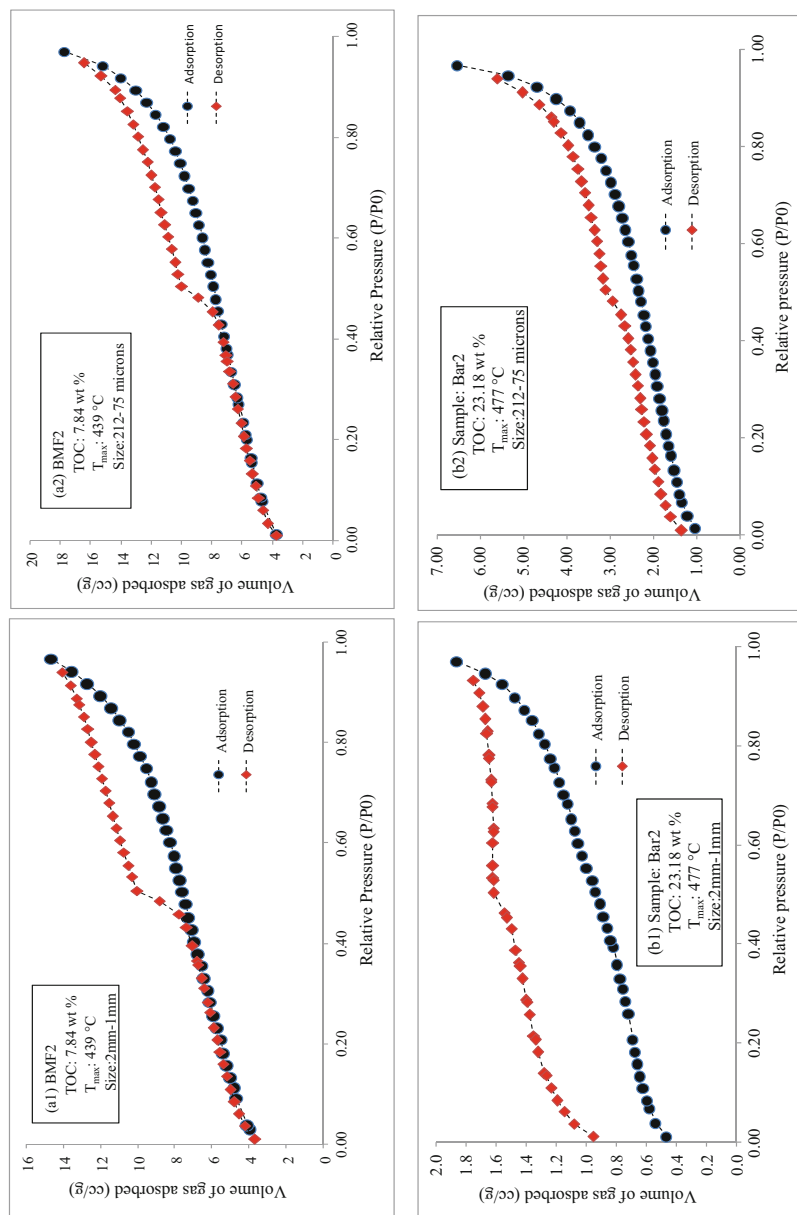 (a1) BMF2
TOC: 7.84 wt %
Tmax: 439 °C
Size:2mm-1mm
Volume of gas adsorbed (cc/g)
16
14
12
10
8
6
4
2
0
0.00
0.20
0.40
0.60
0.80
1.00
Relative Pressure (P/P0)
Adsorption
Desorption
(a2) BMF2
TOC: 7.84 wt %
Tmax: 439 °C
Size:212-75 microns
Volume of gas adsorbed (cc/g)
20
18
16
14
12
10
8
6
4
2
0
0.00
0.20
0.40
0.60
0.80
1.00
Relative Pressure (P/P0)
Adsorption
Desorption
(b1) Sample: Bar2
TOC: 23.18 wt %
Tmax: 477 °C
Size:2mm-1mm
Volume of gas adsorbed (cc/g)
2.0
1.8
1.6
1.4
1.2
1.0
0.8
0.6
0.4
0.2
0.0
0.00
0.20
0.40
0.60
0.80
1.00
Relative pressure (P/P0)
Adsorption
Desorption
(b2) Sample: Bar2
TOC: 23.18 wt %
Tmax: 477 °C
Size:212-75 microns
Volume of gas adsorbed (cc/g)
7.00
6.00
5.00
4.00
3.00
2.00
1.00
0.00
0.00
0.20
0.40
0.60
0.80
1.00
Relative pressure (P/P0)
Adsorption
Desorption